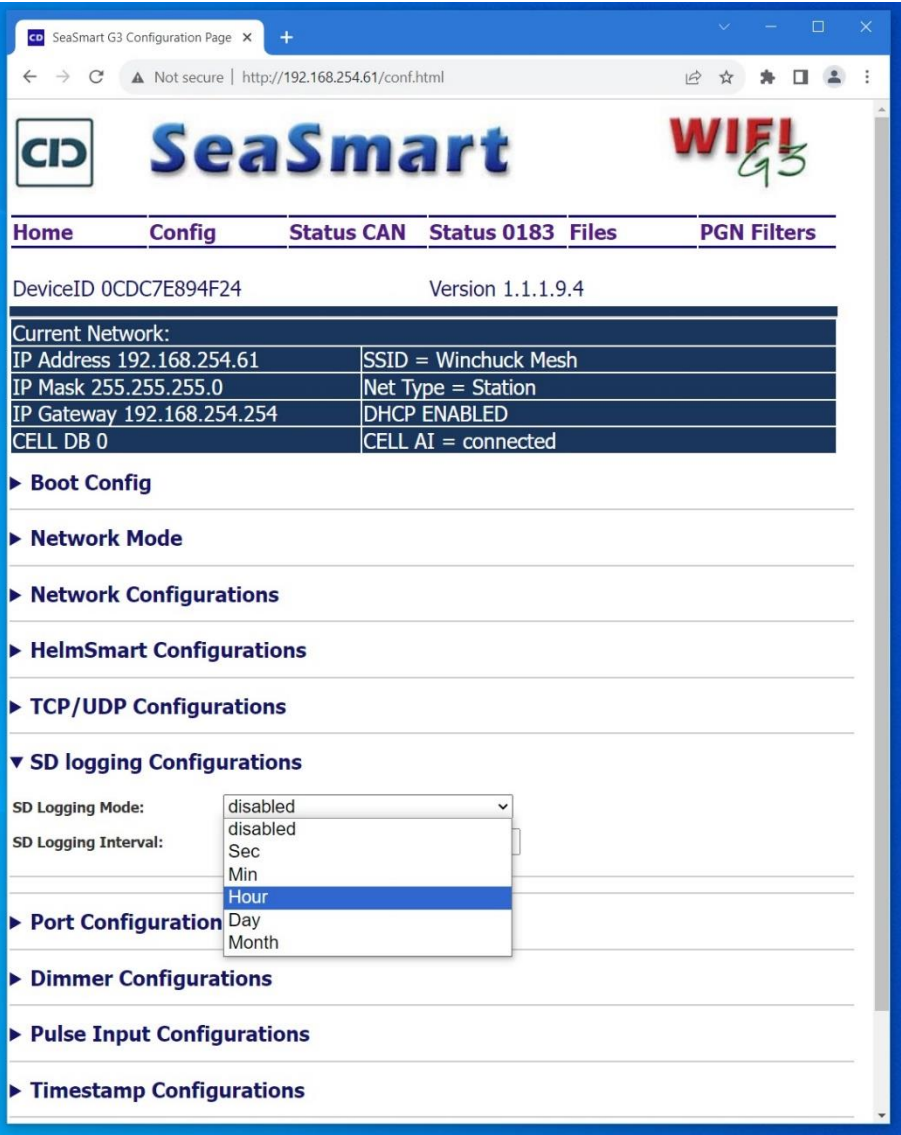 CD SeaSmart G3 Configuration Page
Not secure | http://192.168.254.61/conf.html
CD SeaSmart WIFI G3
Home Config Status CAN Status 0183 Files PGN Filters
DeviceID 0CDC7E894F24 Version 1.1.1.9.4
Current Network:
IP Address 192.168.254.61 SSID = Winchuck Mesh
IP Mask 255.255.255.0 Net Type = Station
IP Gateway 192.168.254.254 DHCP ENABLED
CELL DB 0 CELL AI = connected
Boot Config
Network Mode
Network Configurations
HelmSmart Configurations
TCP/UDP Configurations
SD logging Configurations
SD Logging Mode: disabled
disabled
SD Logging Interval:
Sec
Min
Hour
Port Configuration
Day
Month
Dimmer Configurations
Pulse Input Configurations
Timestamp Configurations